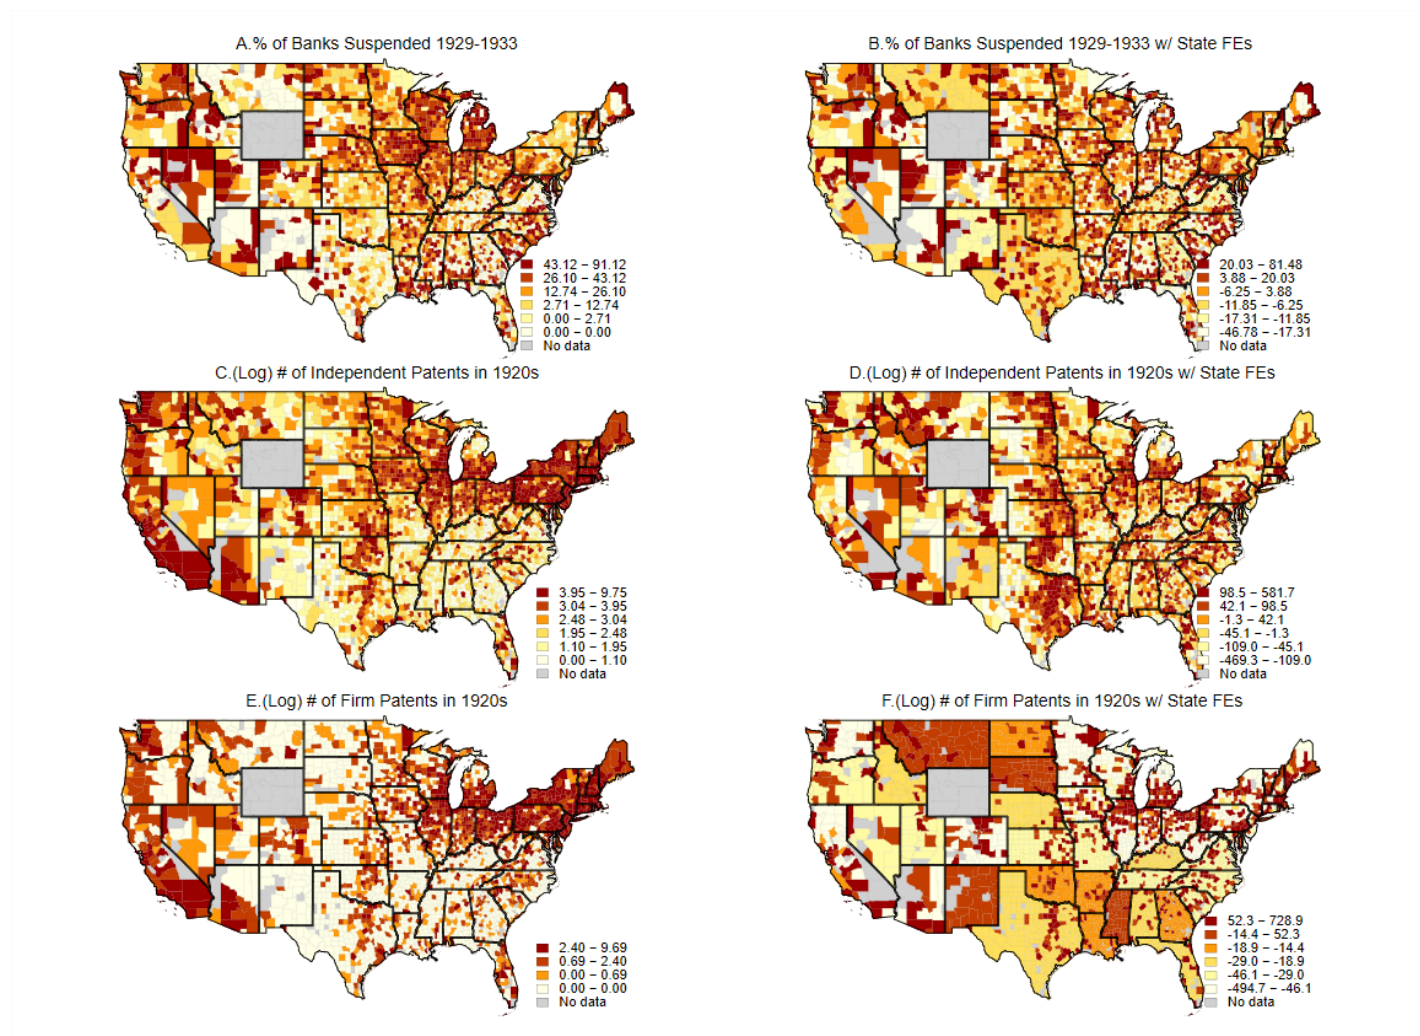 A.% of Banks Suspended 1929-1933
43.12 – 91.12
26.10 – 43.12
12.74 – 26.10
2.71 – 12.74
0.00 – 2.71
0.00 – 0.00
No data
B.% of Banks Suspended 1929-1933 w/ State FEs
20.03 – 81.48
3.88 – 20.03
-6.25 – 3.88
-11.85 – -6.25
-17.31 – -11.85
-46.78 – -17.31
No data
C.(Log) # of Independent Patents in 1920s
3.95 – 9.75
3.04 – 3.95
2.48 – 3.04
1.95 – 2.48
1.10 – 1.95
0.00 – 1.10
No data
D.(Log) # of Independent Patents in 1920s w/ State FEs
98.5 – 581.7
42.1 – 98.5
-1.3 – 42.1
-45.1 – -1.3
-109.0 – -45.1
-469.3 – -109.0
No data
E.(Log) # of Firm Patents in 1920s
2.40 – 9.69
0.69 – 2.40
0.00 – 0.69
0.00 – 0.00
No data
F.(Log) # of Firm Patents in 1920s w/ State FEs
52.3 – 728.9
-14.4 – 52.3
-18.9 – -14.4
-29.0 – -18.9
-46.1 – -29.0
-494.7 – -46.1
No data